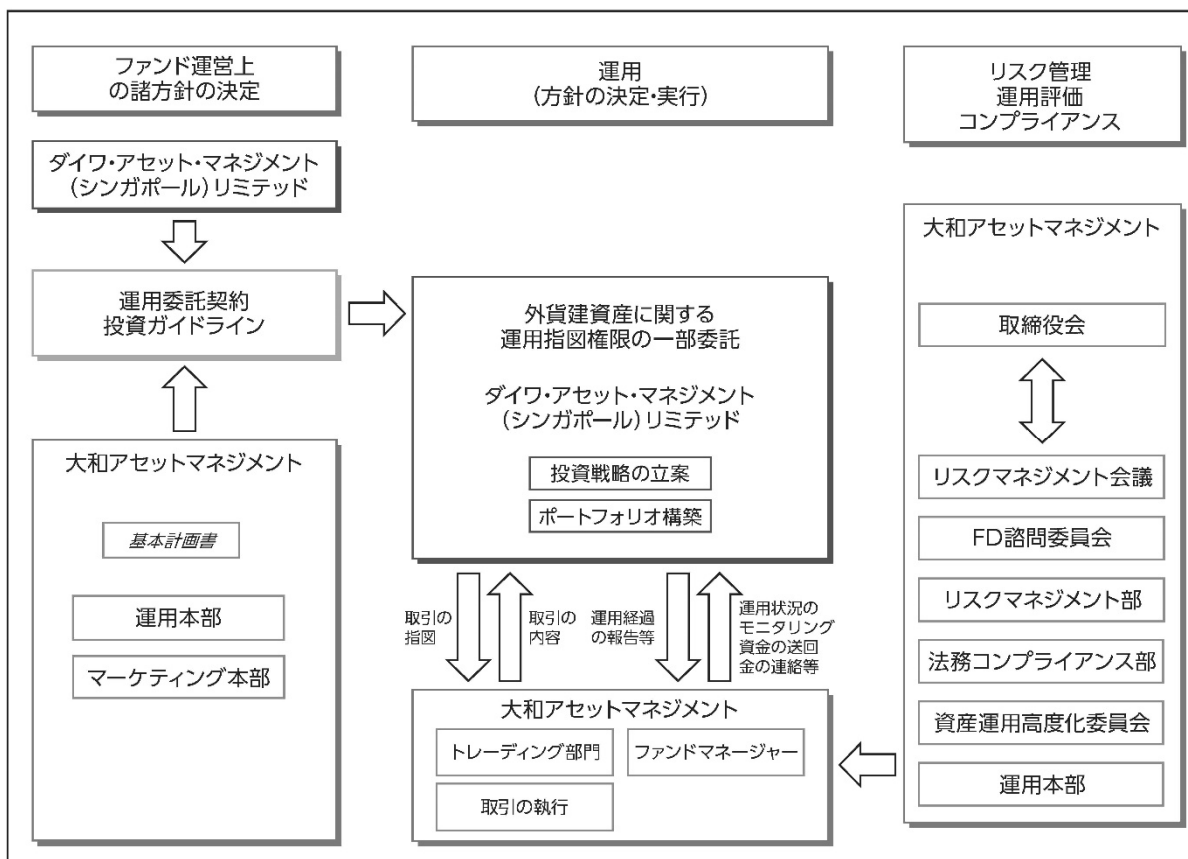 ファンド運営上
の諸方針の決定
ダイワ・アセット・マネジメント
(シンガポール)リミテッド
運用委託契約
投資ガイドライン
大和アセットマネジメント
基本計画書
運用本部
マーケティング本部
運用
(方針の決定・実行)
外貨建資産に関する
運用指図権限の一部委託
ダイワ・アセット・マネジメント
(シンガポール)リミテッド
投資戦略の立案
ポートフォリオ構築
取引の
指図
取引の
内容
運用経過
の報告等
運用状況の
モニタリング
資金の送回
金の連絡等
大和アセットマネジメント
トレーディング部門
ファンドマネージャー
取引の執行
リスク管理
運用評価
コンプライアンス
大和アセットマネジメント
取締役会
リスクマネジメント会議
FD諮問委員会
リスクマネジメント部
法務コンプライアンス部
資産運用高度化委員会
運用本部